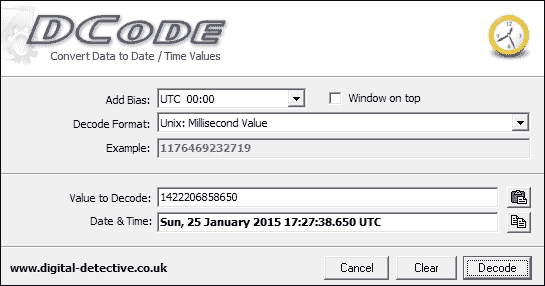 DCode
Convert Data to Date / Time Values
Add Bias: UTC 00:00 Window on top
Decode Format: Unix: Millisecond Value
Example: 1176469232719
Value to Decode: 1422206858650
Date & Time: Sun, 25 January 2015 17:27:38.650 UTC
www.digital-detective.co.uk Cancel Clear Decode